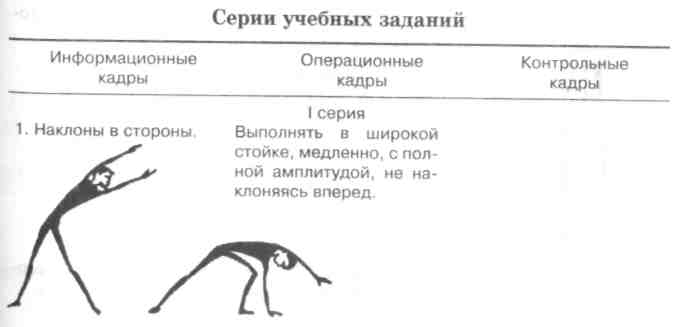 Серии учебных заданий
Информационные кадры
Операционные кадры
Контрольные кадры
I серия
1. Наклоны в стороны.
Выполнять в широкой
стойке, медленно, с пол-
ной амплитудой, не на-
клоняясь вперед.